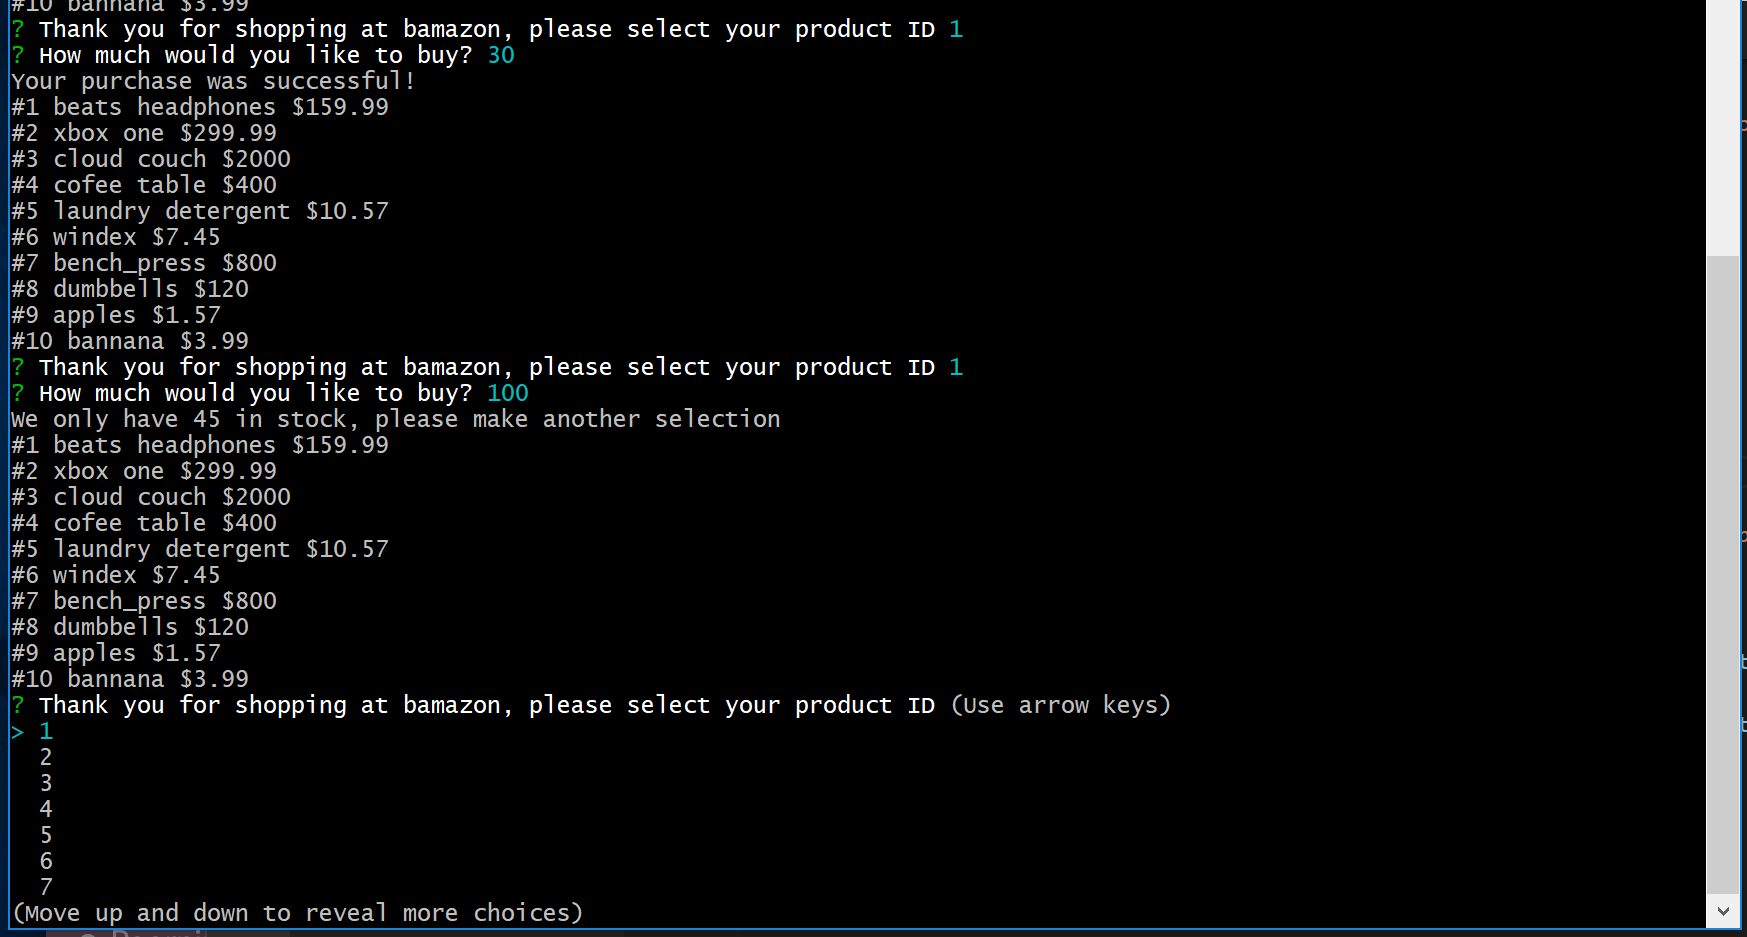 #10 bannana $3.99
? Thank you for shopping at bamazon, please select your product ID 1
? How much would you like to buy? 30
Your purchase was successful!
#1 beats headphones $159.99
#2 xbox one $299.99
#3 cloud couch $2000
#4 cofee table $400
#5 laundry detergent $10.57
#6 windex $7.45
#7 bench_press $800
#8 dumbbells $120
#9 apples $1.57
#10 bannana $3.99
? Thank you for shopping at bamazon, please select your product ID 1
? How much would you like to buy? 100
We only have 45 in stock, please make another selection
#1 beats headphones $159.99
#2 xbox one $299.99
#3 cloud couch $2000
#4 cofee table $400
#5 laundry detergent $10.57
#6 windex $7.45
#7 bench_press $800
#8 dumbbells $120
#9 apples $1.57
#10 bannana $3.99
? Thank you for shopping at bamazon, please select your product ID (Use arrow keys)
> 1
2
3
4
5
6
7
(Move up and down to reveal more choices)